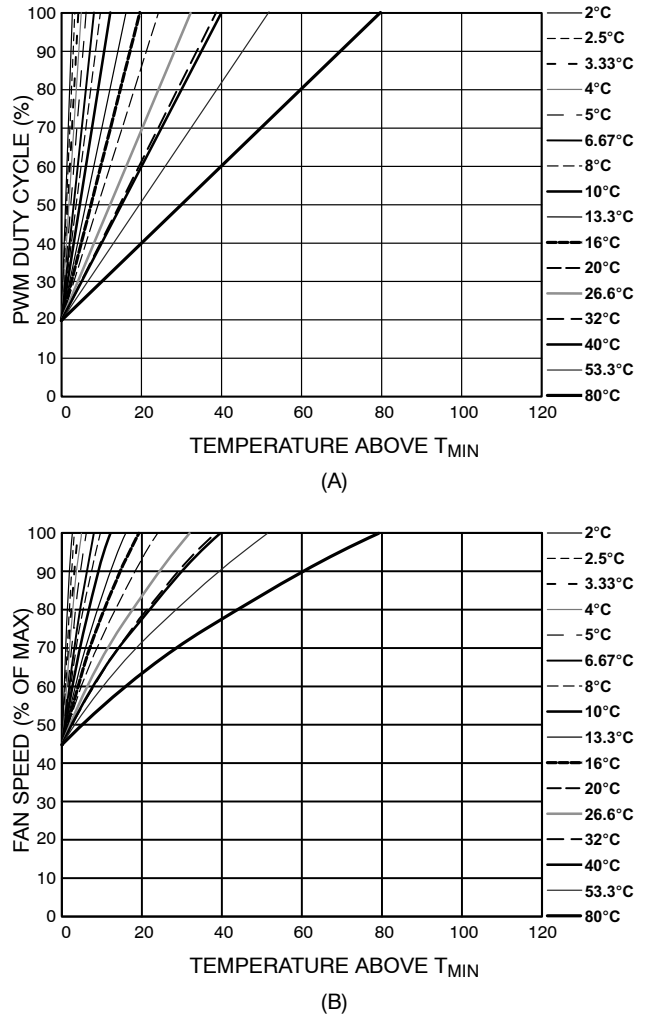 PWM DUTY CYCLE (%)
100
90
80
70
60
50
40
30
20
10
0
0 20 40 60 80 100 120
TEMPERATURE ABOVE TMIN
(A)
2°C
2.5°C
3.33°C
4°C
5°C
6.67°C
8°C
10°C
13.3°C
16°C
20°C
26.6°C
32°C
40°C
53.3°C
80°C
FAN SPEED (% OF MAX)
100
90
80
70
60
50
40
30
20
10
0
0 20 40 60 80 100 120
TEMPERATURE ABOVE TMIN
(B)
2°C
2.5°C
3.33°C
4°C
5°C
6.67°C
8°C
10°C
13.3°C
16°C
20°C
26.6°C
32°C
40°C
53.3°C
80°C